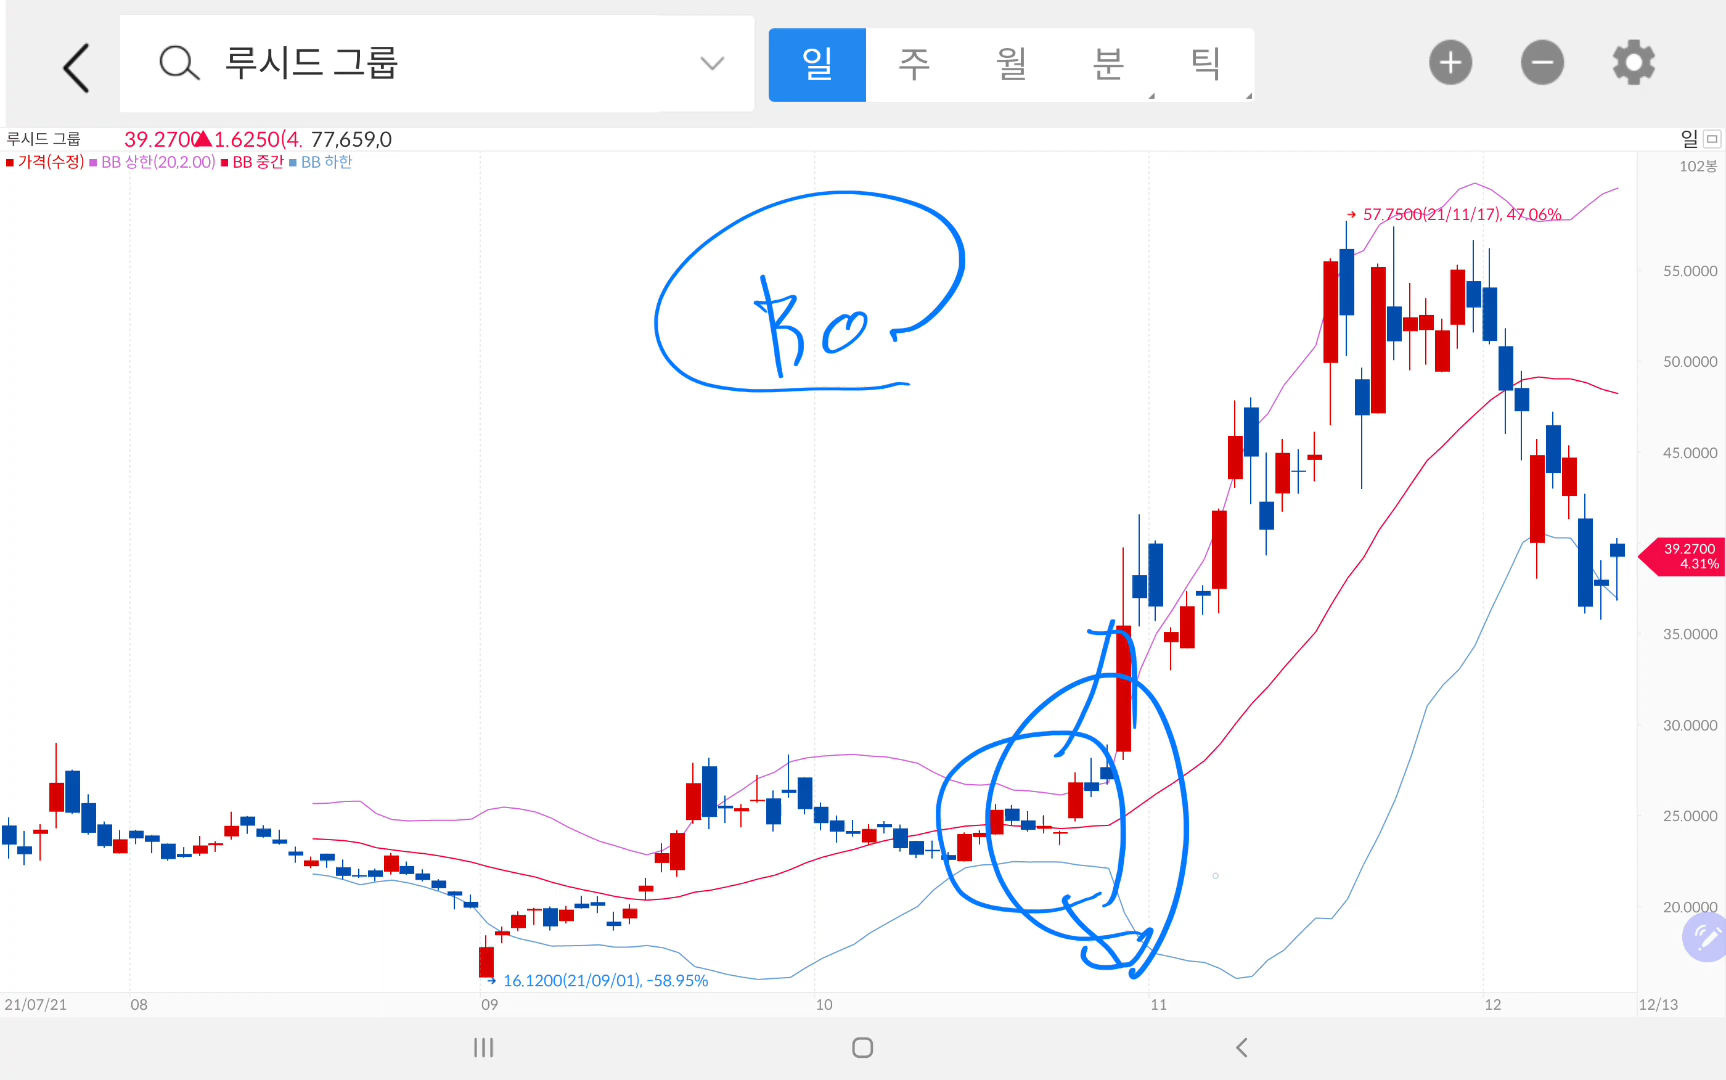 루시드 그룹
일 주 월 분 틱
루시드 그룹 39.2700▲1.6250(4. 77,659,0 일
■ 가격(수정) ■ BB 상한(20,2.00) ■ BB 중간 ■ BB 하한 102봉
57.7500(21/11/17), 47.06%
55.0000
50.0000
45.0000
39.2700
4.31%
35.0000
30.0000
25.0000
20.0000
16.1200(21/09/01), -58.95%
21/07/21 08 09 10 11 12 12/13